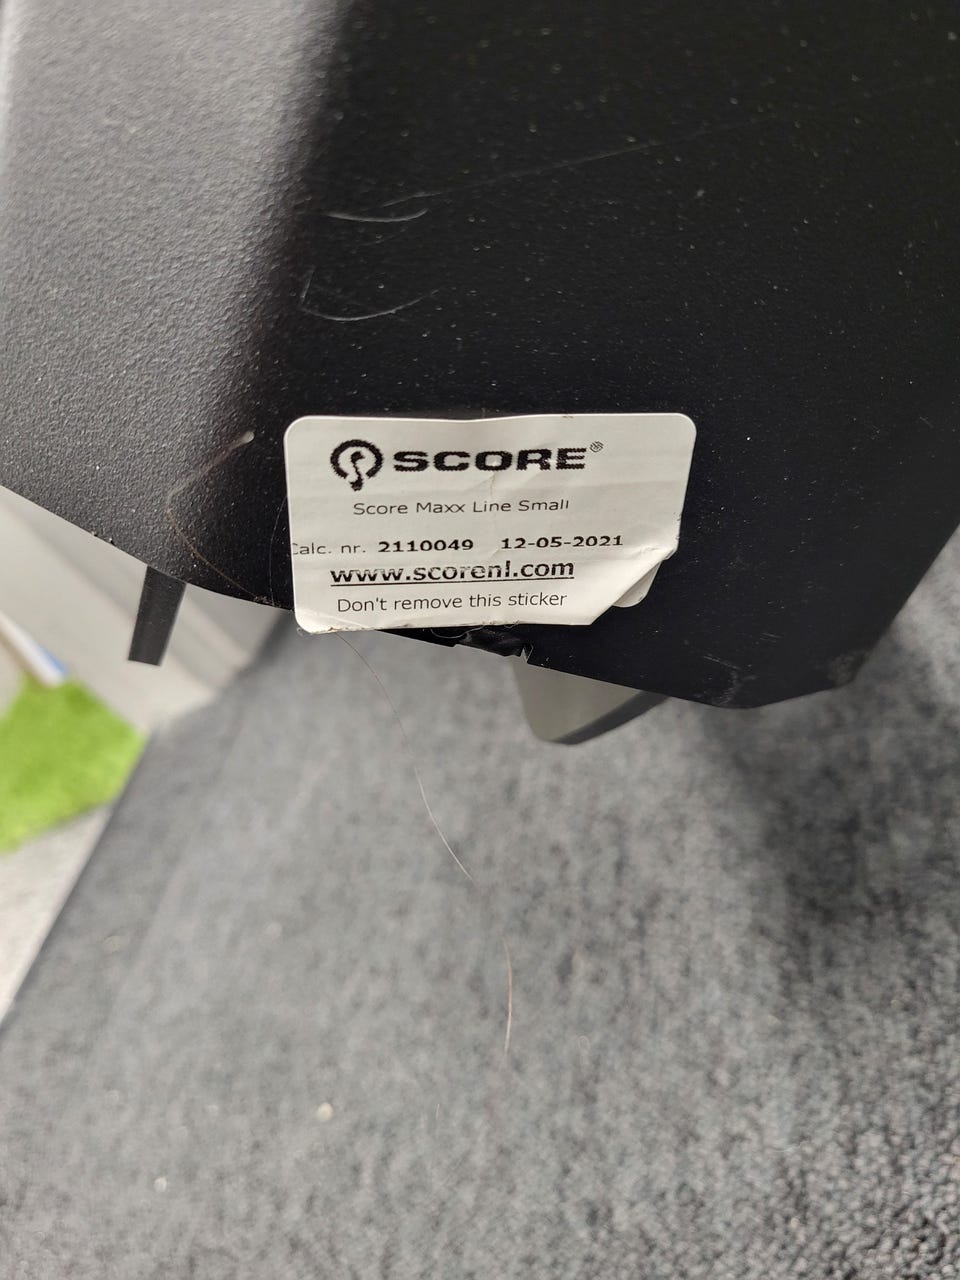 SCORE®
Score Maxx Line Small
Calc. nr. 2110049 12-05-2021
www.scorenl.com
Don't remove this sticker